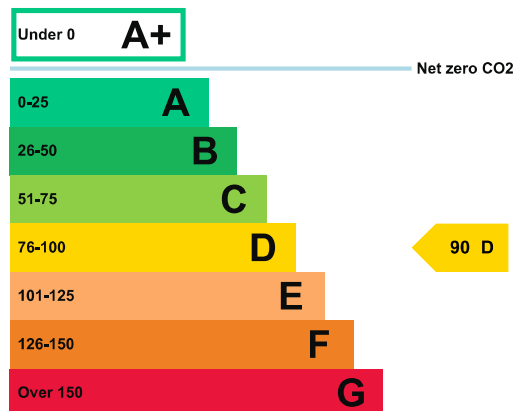 Under 0 A+
Net zero CO2
0-25 A
26-50 B
51-75 C
76-100 D
90 D
101-125 E
126-150 F
Over 150 G